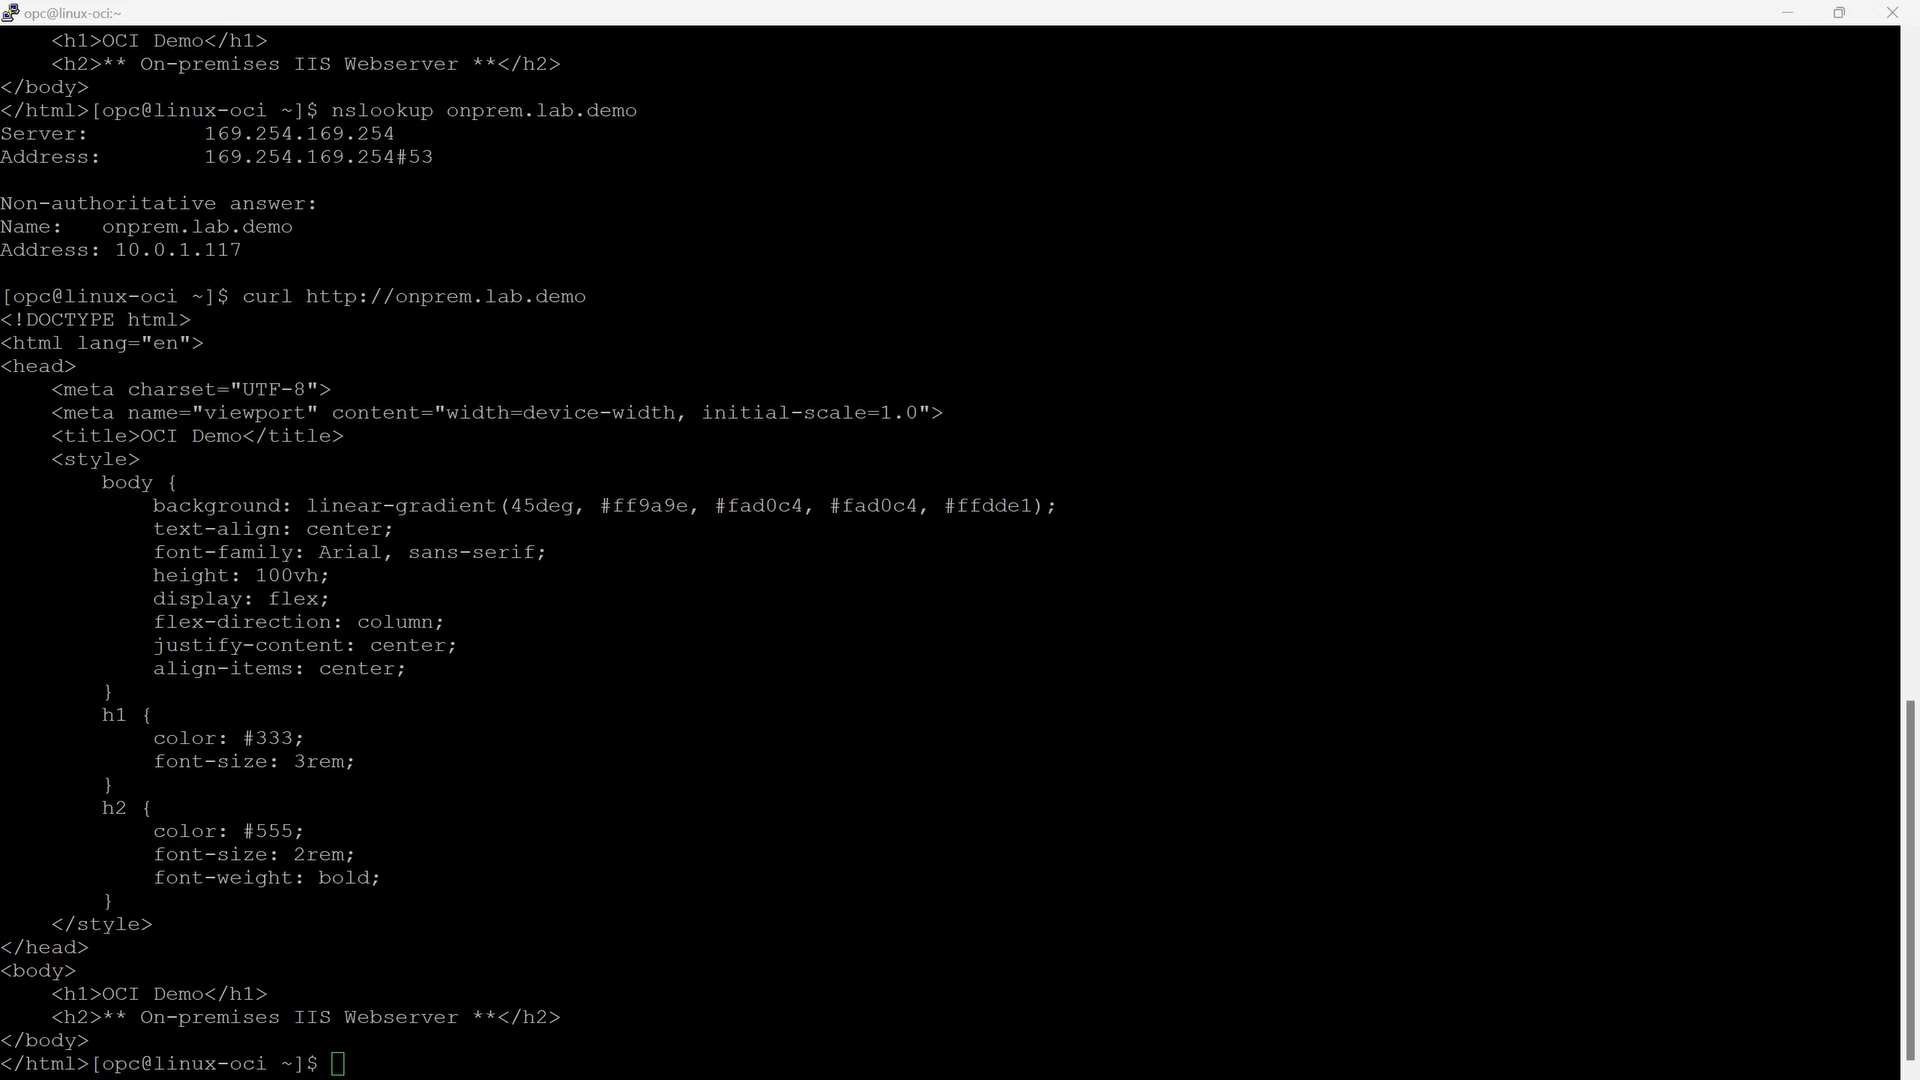 opc@linux-oci:~
    <h1>OCI Demo</h1>
    <h2>** On-premises IIS Webserver **</h2>
</body>
</html>[opc@linux-oci ~]$ nslookup onprem.lab.demo
Server:         169.254.169.254
Address:        169.254.169.254#53
Non-authoritative answer:
Name:   onprem.lab.demo
Address: 10.0.1.117
[opc@linux-oci ~]$ curl http://onprem.lab.demo
<!DOCTYPE html>
<html lang="en">
<head>
    <meta charset="UTF-8">
    <meta name="viewport" content="width=device-width, initial-scale=1.0">
    <title>OCI Demo</title>
    <style>
        body {
            background: linear-gradient(45deg, #ff9a9e, #fad0c4, #fad0c4, #ffdde1);
            text-align: center;
            font-family: Arial, sans-serif;
            height: 100vh;
            display: flex;
            flex-direction: column;
            justify-content: center;
            align-items: center;
        }
        h1 {
            color: #333;
            font-size: 3rem;
        }
        h2 {
            color: #555;
            font-size: 2rem;
            font-weight: bold;
        }
    </style>
</head>
<body>
    <h1>OCI Demo</h1>
    <h2>** On-premises IIS Webserver **</h2>
</body>
</html>[opc@linux-oci ~]$